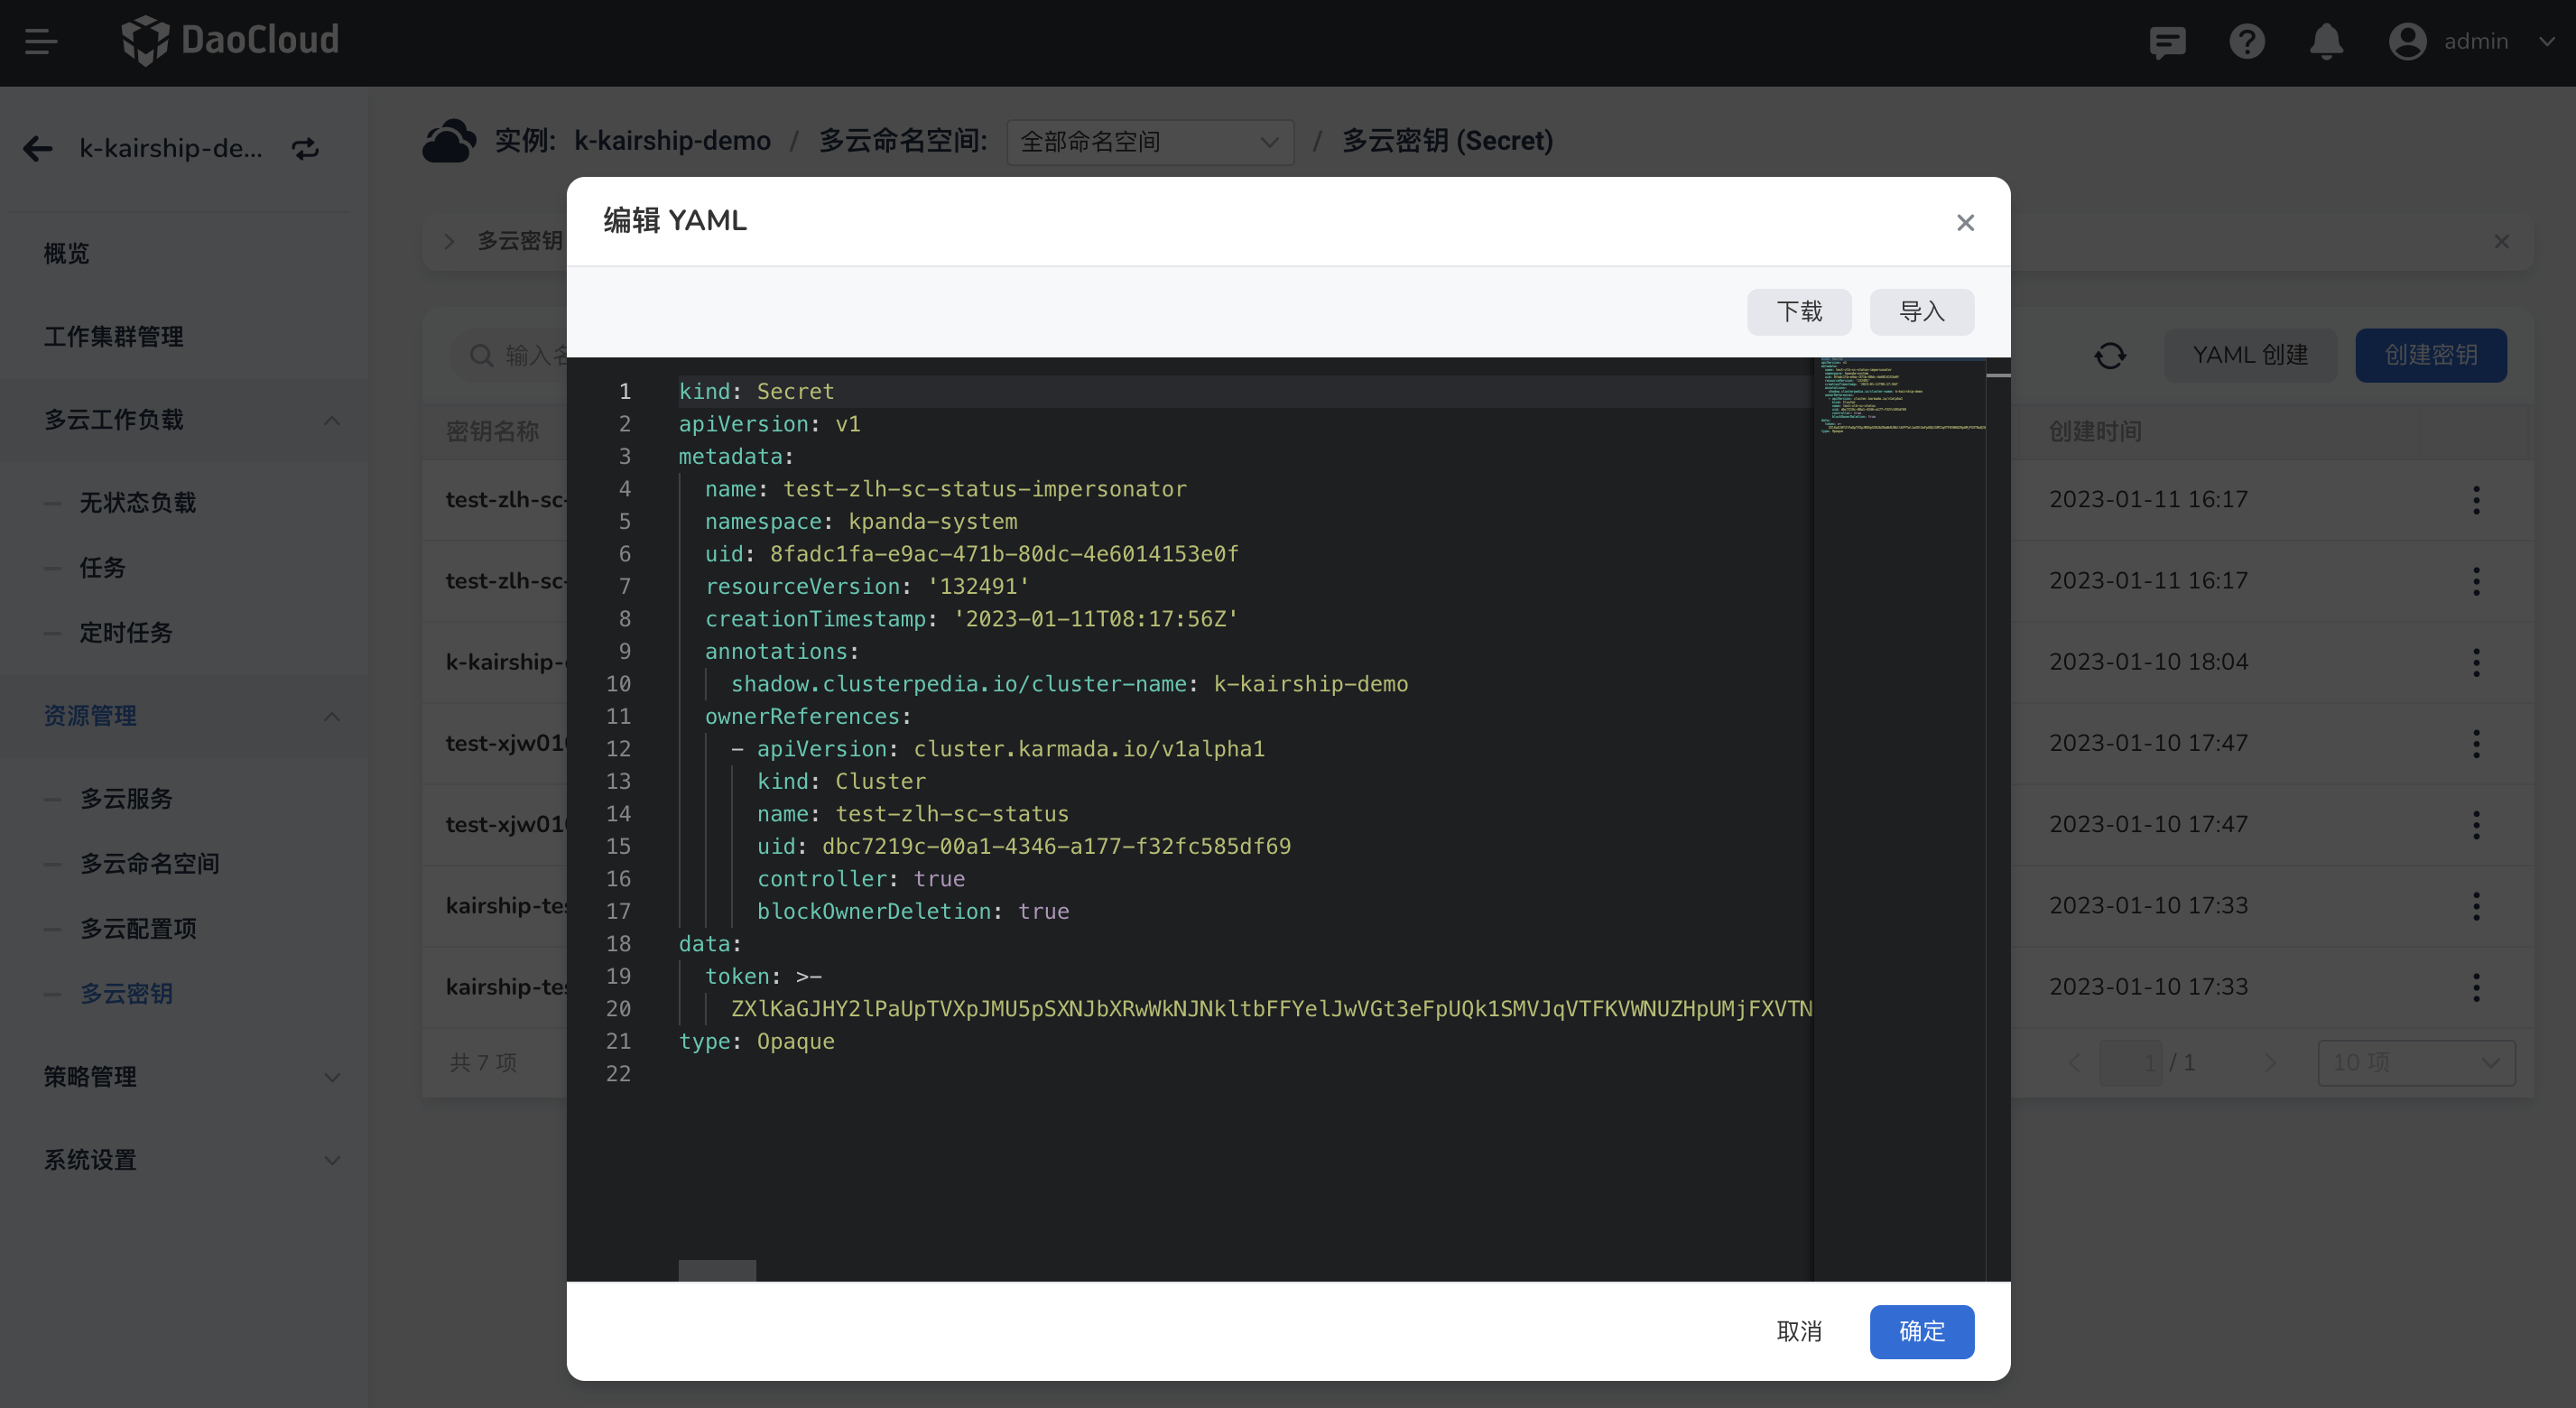 DaoCloud
admin
k-kairship-de...
实例: k-kairship-demo / 多云命名空间: 全部命名空间 / 多云密钥 (Secret)
概览
工作集群管理
多云工作负载
无状态负载
任务
定时任务
资源管理
多云服务
多云命名空间
多云配置项
多云密钥
策略管理
系统设置
多云密钥
输入名
YAML 创建
创建密钥
密钥名称
创建时间
test-zlh-sc-
2023-01-11 16:17
test-zlh-sc-
2023-01-11 16:17
k-kairship-
2023-01-10 18:04
test-xjw01
2023-01-10 17:47
test-xjw01
2023-01-10 17:47
kairship-tes
2023-01-10 17:33
kairship-tes
2023-01-10 17:33
共 7 项
1 / 1
10 项
编辑 YAML
下载
导入
1 kind: Secret
2 apiVersion: v1
3 metadata:
4 name: test-zlh-sc-status-impersonator
5 namespace: kpanda-system
6 uid: 8fadc1fa-e9ac-471b-80dc-4e6014153e0f
7 resourceVersion: '132491'
8 creationTimestamp: '2023-01-11T08:17:56Z'
9 annotations:
10 shadow.clusterpedia.io/cluster-name: k-kairship-demo
11 ownerReferences:
12 - apiVersion: cluster.karmada.io/v1alpha1
13 kind: Cluster
14 name: test-zlh-sc-status
15 uid: dbc7219c-00a1-4346-a177-f32fc585df69
16 controller: true
17 blockOwnerDeletion: true
18 data:
19 token: >-
20 ZXlKaGJHY2lPaUpTVXpJMU5pSXNJbXRwWkNJNkltbFFYelJwVGt3eFpUQk1SMVJqVTFKVWNUZHpUMjFXVTN
21 type: Opaque
22
取消
确定